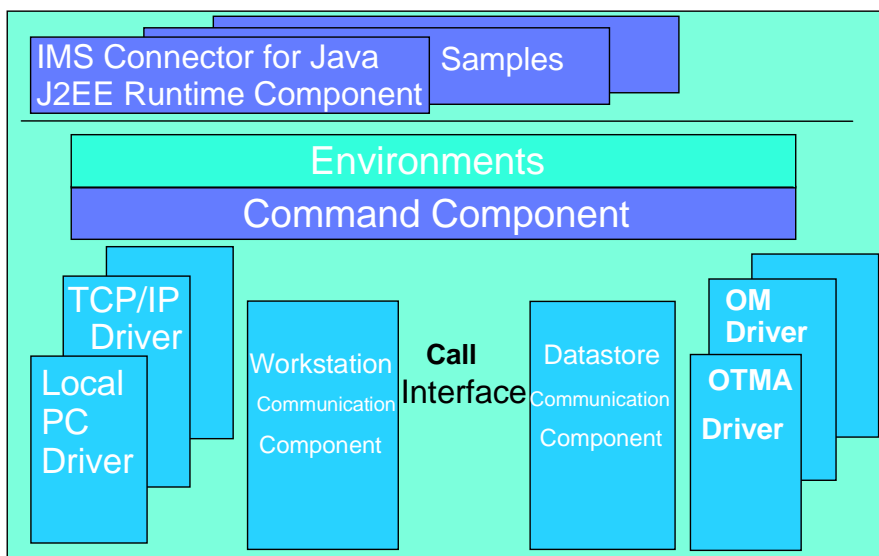 IMS Connector for Java
J2EE Runtime Component
Samples
Environments
Command Component
TCP/IP
Driver
Local
PC
Driver
Workstation
Communication
Component
Call
Interface
Datastore
Communication
Component
OM
Driver
OTMA
Driver